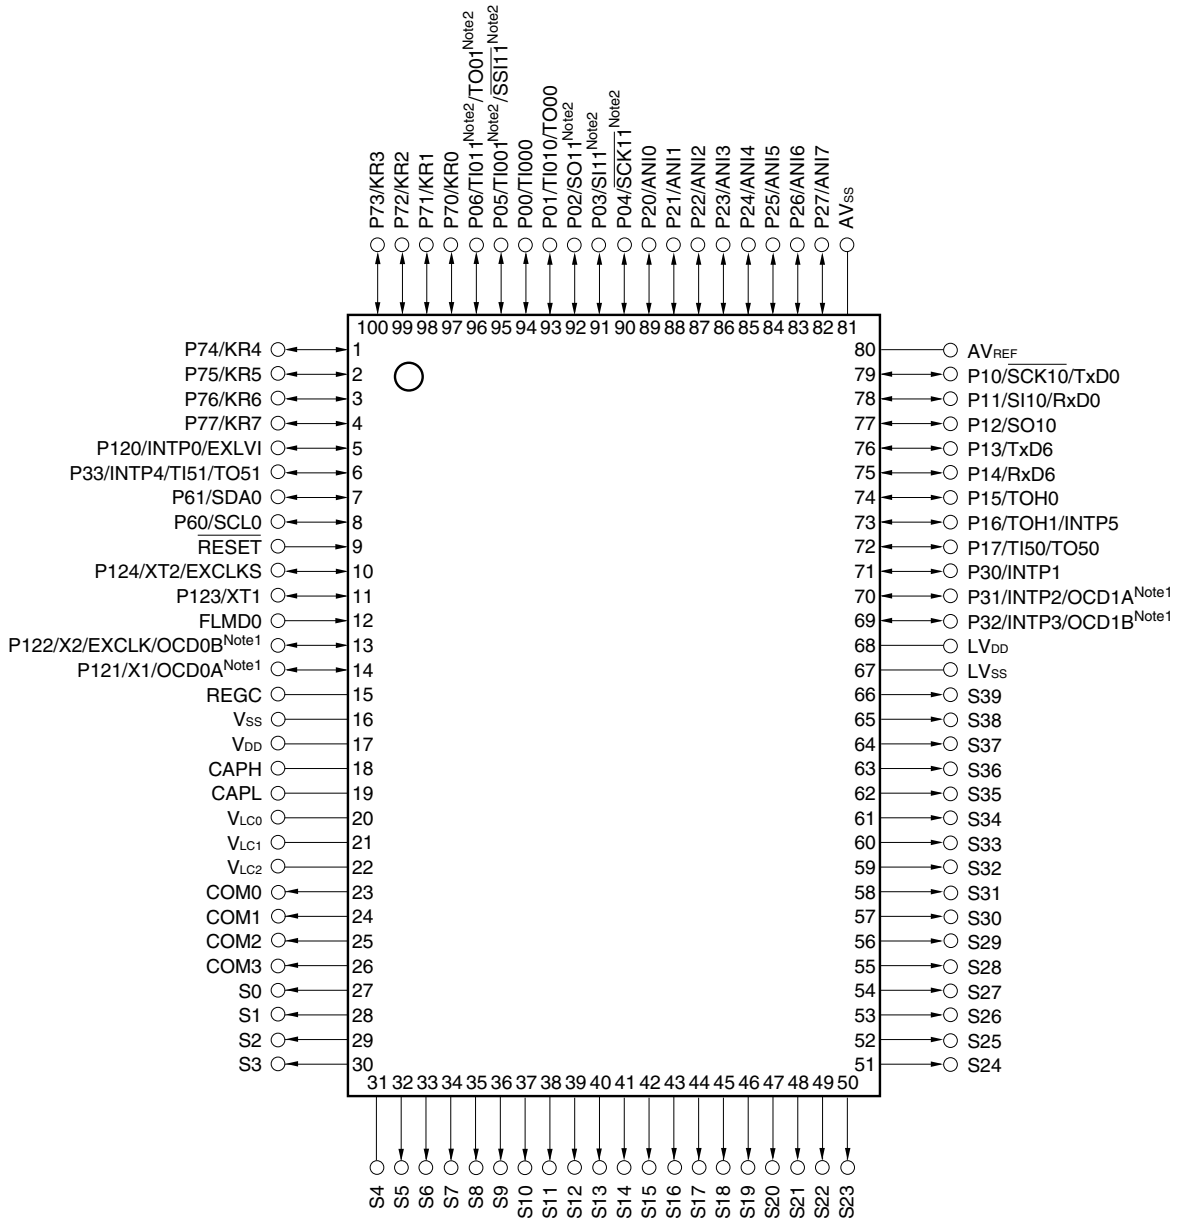 P73/KR3
P72/KR2
P71/KR1
P70/KR0
P06/TI011Note2/TO01Note2
P05/TI001Note2/SSI11Note2
P00/TI000
P01/TI010/TO00
P02/SO11Note2
P03/SI11Note2
P04/SCK11Note2
P20/ANI0
P21/ANI1
P22/ANI2
P23/ANI3
P24/ANI4
P25/ANI5
P26/ANI6
P27/ANI7
AVSS
100 99 98 97 96 95 94 93 92 91 90 89 88 87 86 85 84 83 82 81
P74/KR4 1
P75/KR5 2
P76/KR6 3
P77/KR7 4
P120/INTP0/EXLVI 5
P33/INTP4/TI51/TO51 6
P61/SDA0 7
P60/SCL0 8
RESET 9
P124/XT2/EXCLKS 10
P123/XT1 11
FLMD0 12
P122/X2/EXCLK/OCD0BNote1 13
P121/X1/OCD0ANote1 14
REGC 15
VSS 16
VDD 17
CAPH 18
CAPL 19
VLC0 20
VLC1 21
VLC2 22
COM0 23
COM1 24
COM2 25
COM3 26
S0 27
S1 28
S2 29
S3 30
80 AVREF
79 P10/SCK10/TxD0
78 P11/SI10/RxD0
77 P12/SO10
76 P13/TxD6
75 P14/RxD6
74 P15/TOH0
73 P16/TOH1/INTP5
72 P17/TI50/TO50
71 P30/INTP1
70 P31/INTP2/OCD1ANote1
69 P32/INTP3/OCD1BNote1
68 LVDD
67 LVSS
66 S39
65 S38
64 S37
63 S36
62 S35
61 S34
60 S33
59 S32
58 S31
57 S30
56 S29
55 S28
54 S27
53 S26
52 S25
51 S24
31 32 33 34 35 36 37 38 39 40 41 42 43 44 45 46 47 48 49 50
S4
S5
S6
S7
S8
S9
S10
S11
S12
S13
S14
S15
S16
S17
S18
S19
S20
S21
S22
S23